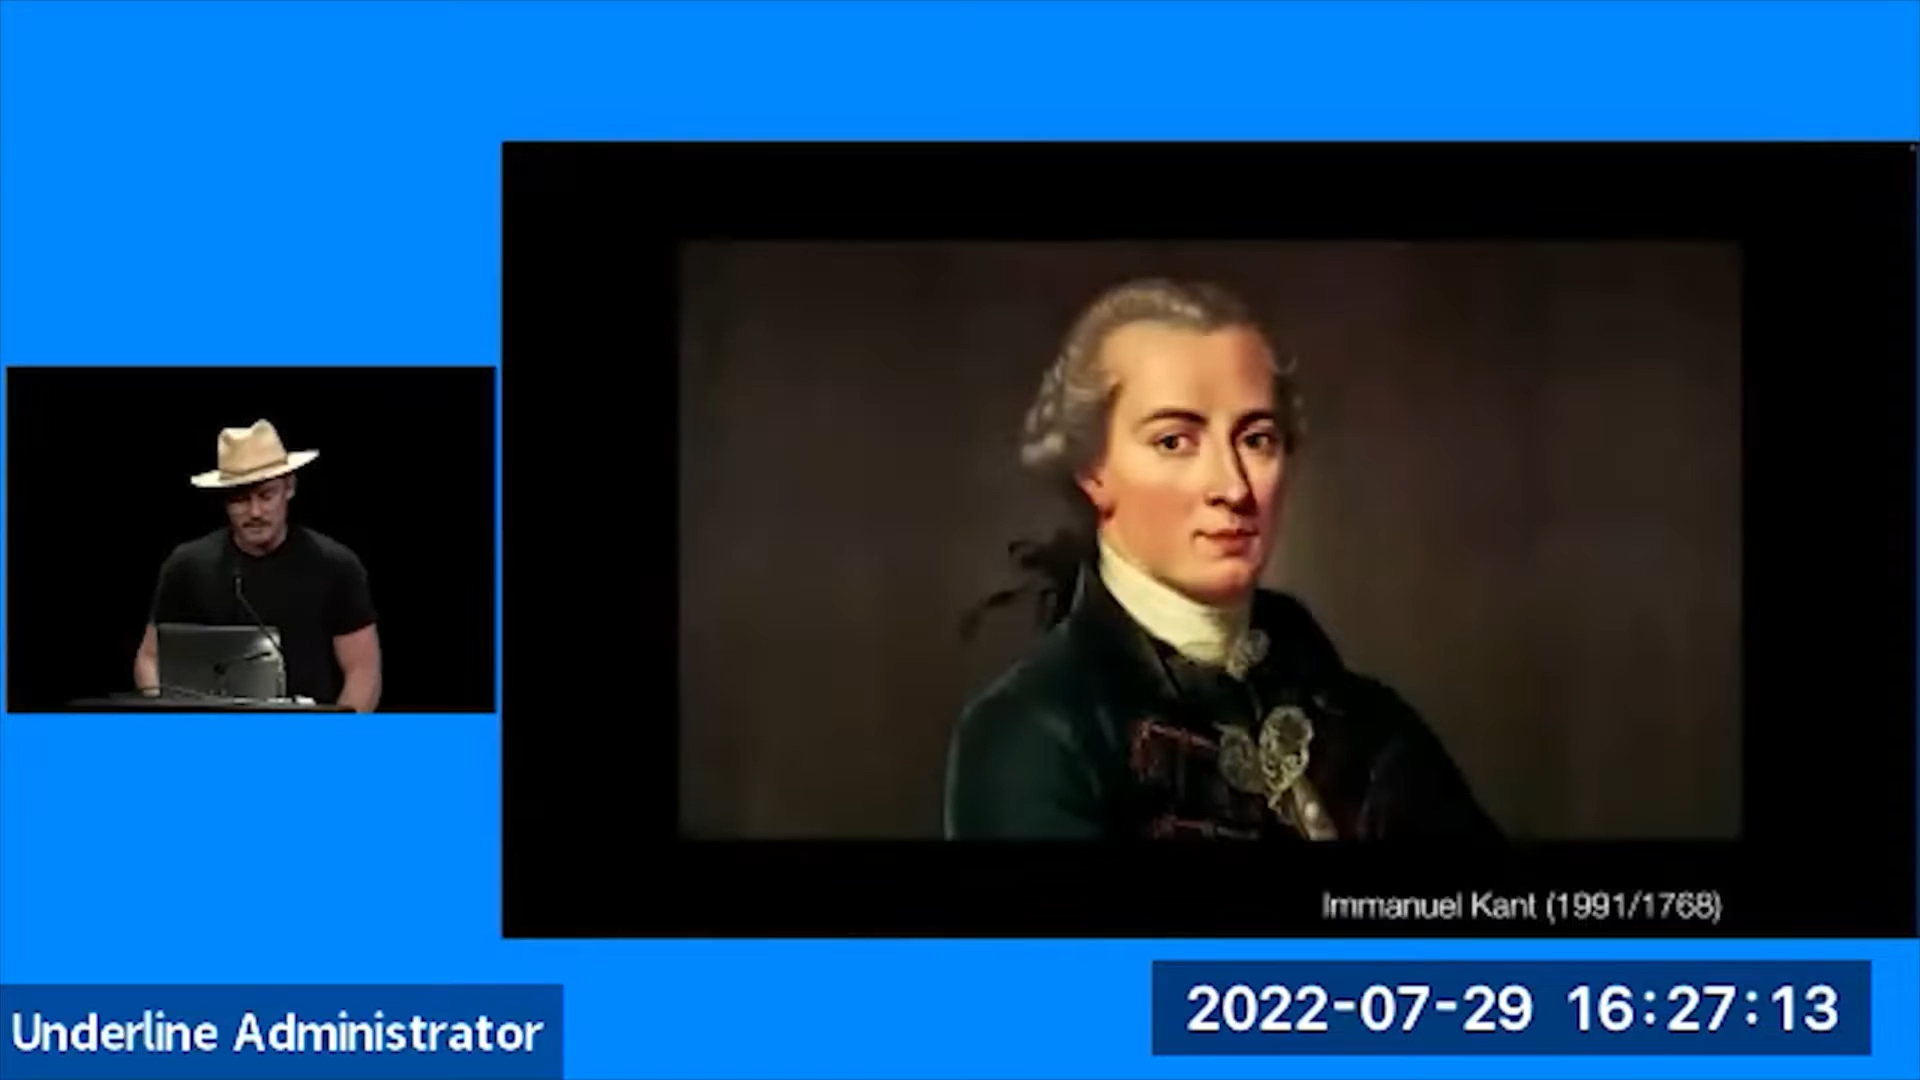 Immanuel Kant (1991/1768)
Underline Administrator
2022-07-29 16:27:13